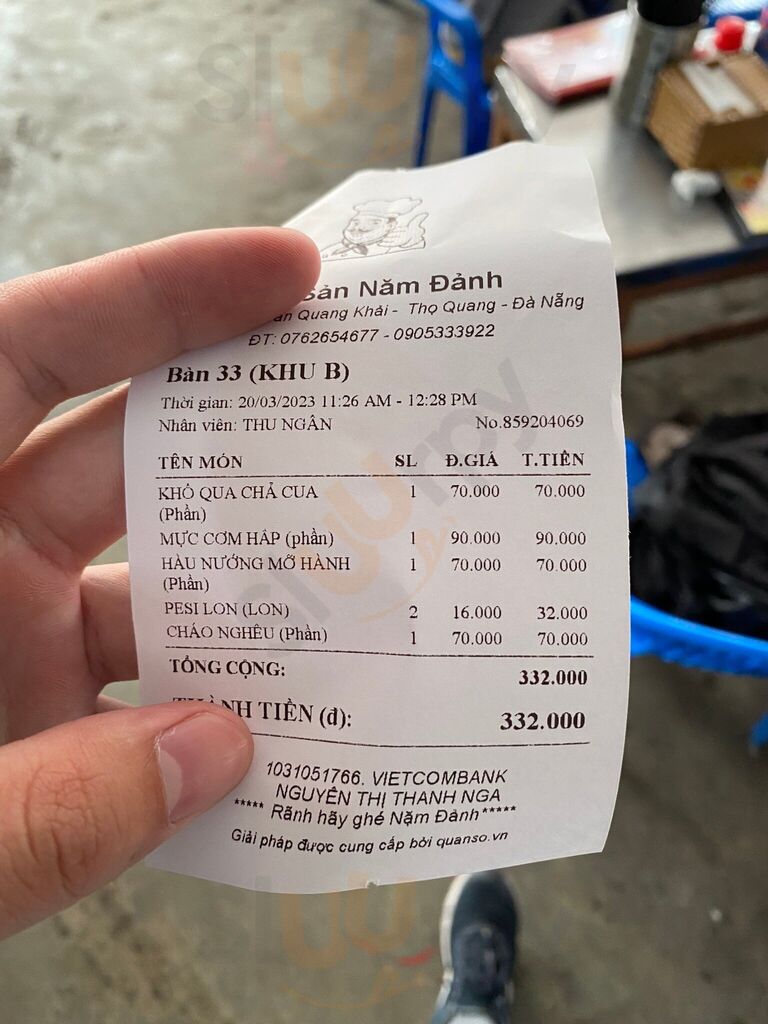 Sản Năm Đảnh
Quang Khải - Thọ Quang - Đà Nẵng
ĐT: 0762654677 - 0905333922
Bàn 33 (KHU B)
Thời gian: 20/03/2023 11:26 AM - 12:28 PM
Nhân viên: THU NGÂN No.859204069
TÊN MÓN SL Đ.GIÁ T.TIỀN
KHỔ QUA CHẢ CUA 1 70.000 70.000
(Phần)
MỰC CƠM HẤP (phần) 1 90.000 90.000
HÀU NƯỚNG MỠ HÀNH 1 70.000 70.000
(Phần)
PESI LON (LON) 2 16.000 32.000
CHÁO NGHÊU (Phần) 1 70.000 70.000
TỔNG CỘNG: 332.000
THÀNH TIỀN (đ): 332.000
1031051766. VIETCOMBANK
NGUYỄN THỊ THANH NGA
***** Rãnh hãy ghé Năm Đảnh*****
Giải pháp được cung cấp bởi quanso.vn
Sluurpy